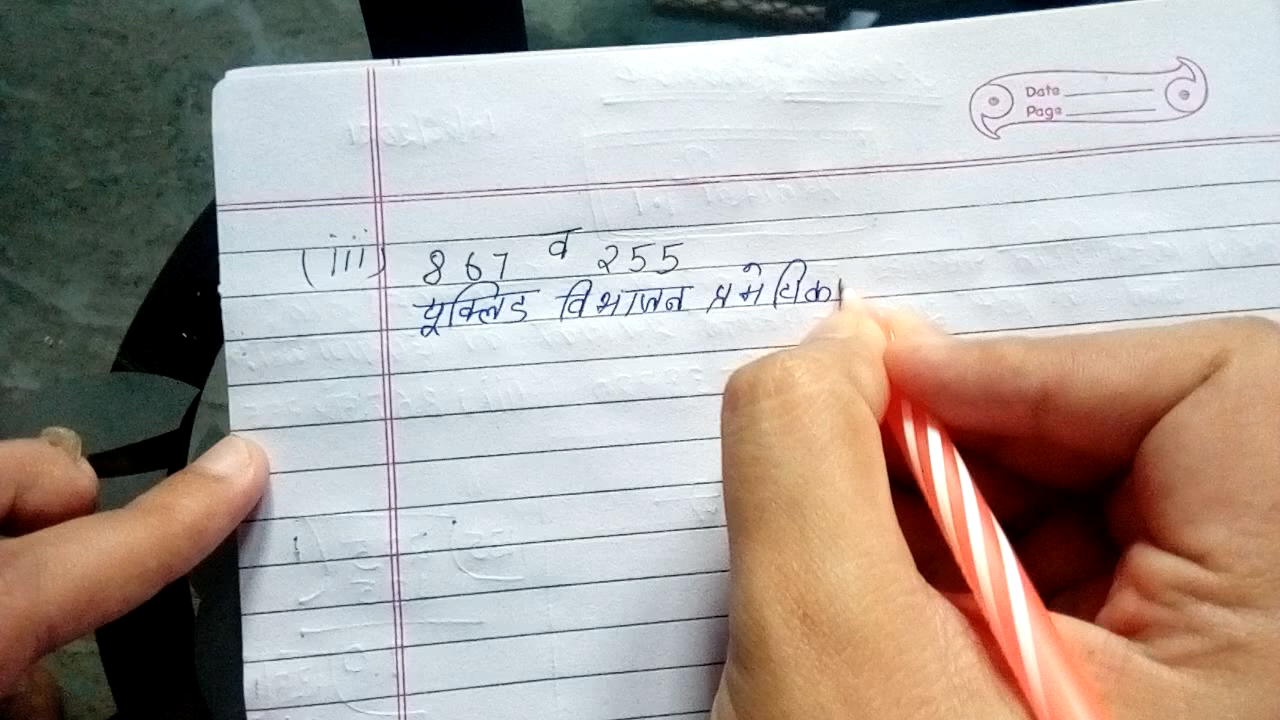 Date
Page
(iii) 867 व 255
यूक्लिड विभाजन प्रमेयिका